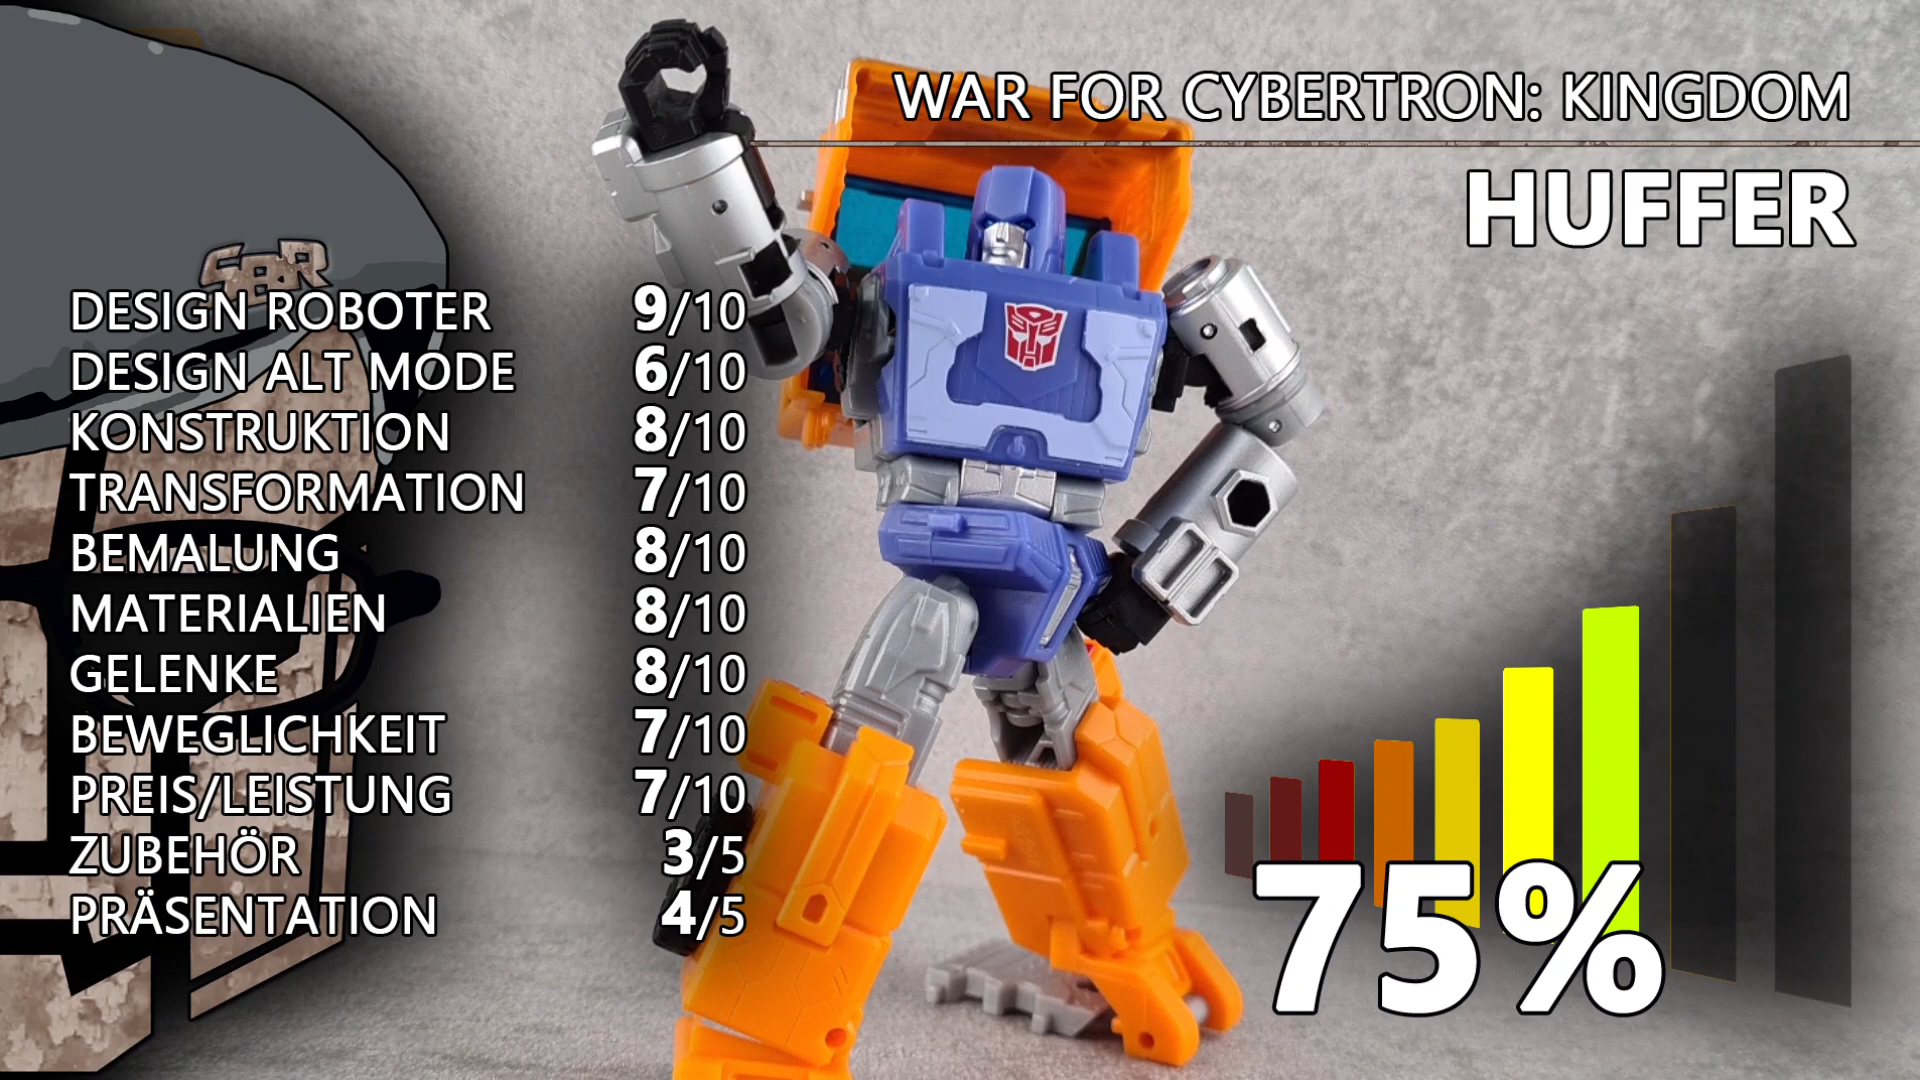 WAR FOR CYBERTRON: KINGDOM
HUFFER
SBR
DESIGN ROBOTER 9/10
DESIGN ALT MODE 6/10
KONSTRUKTION 8/10
TRANSFORMATION 7/10
BEMALUNG 8/10
MATERIALIEN 8/10
GELENKE 8/10
BEWEGLICHKEIT 7/10
PREIS/LEISTUNG 7/10
ZUBEHÖR 3/5
PRÄSENTATION 4/5
75%